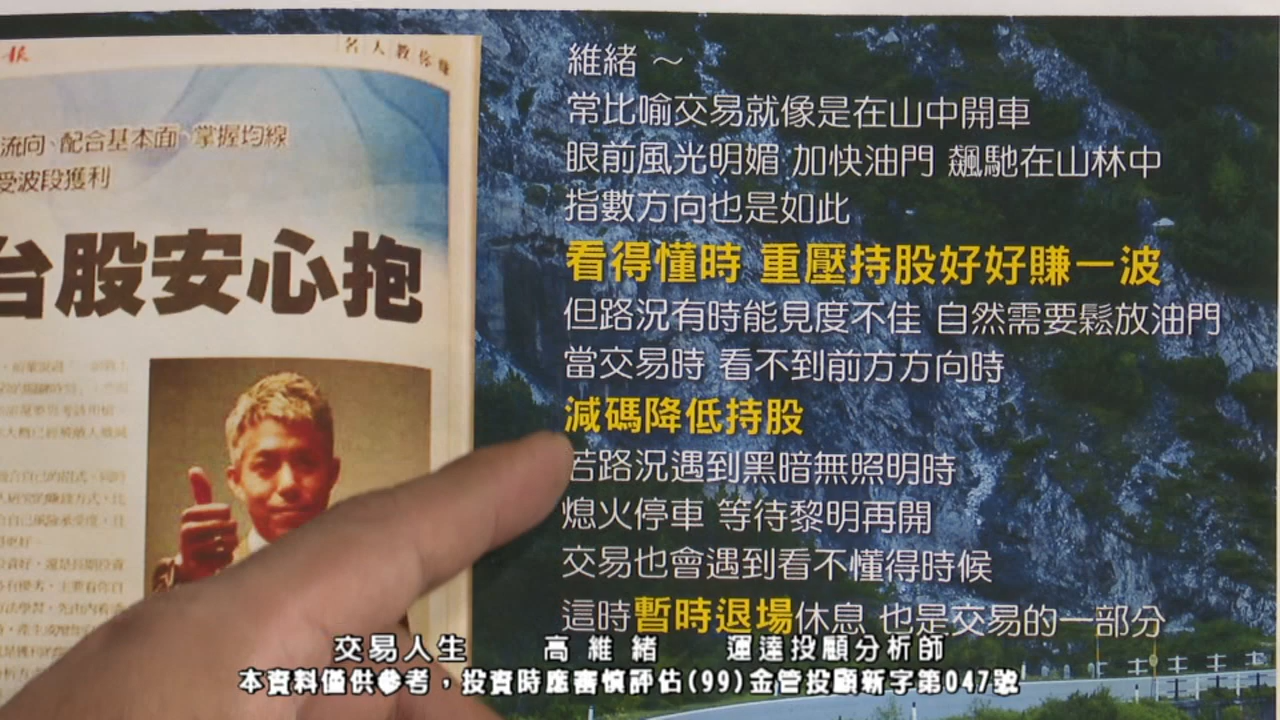 報
名人教你賺
流向、配合基本面、掌握均線
受波段獲利
台股安心抱
維緒～
常比喻交易就像是在山中開車
眼前風光明媚 加快油門 飆馳在山林中
指數方向也是如此
看得懂時 重壓持股好好賺一波
但路況有時能見度不佳 自然需要鬆放油門
當交易時 看不到前方方向時
減碼降低持股
若路況遇到黑暗無照明時
熄火停車 等待黎明再開
交易也會遇到看不懂得時候
這時暫時退場休息 也是交易的一部分
交易人生 高維緒 運達投顧分析師
本資料僅供參考，投資時應審慎評估(99)金管投顧新字第047號